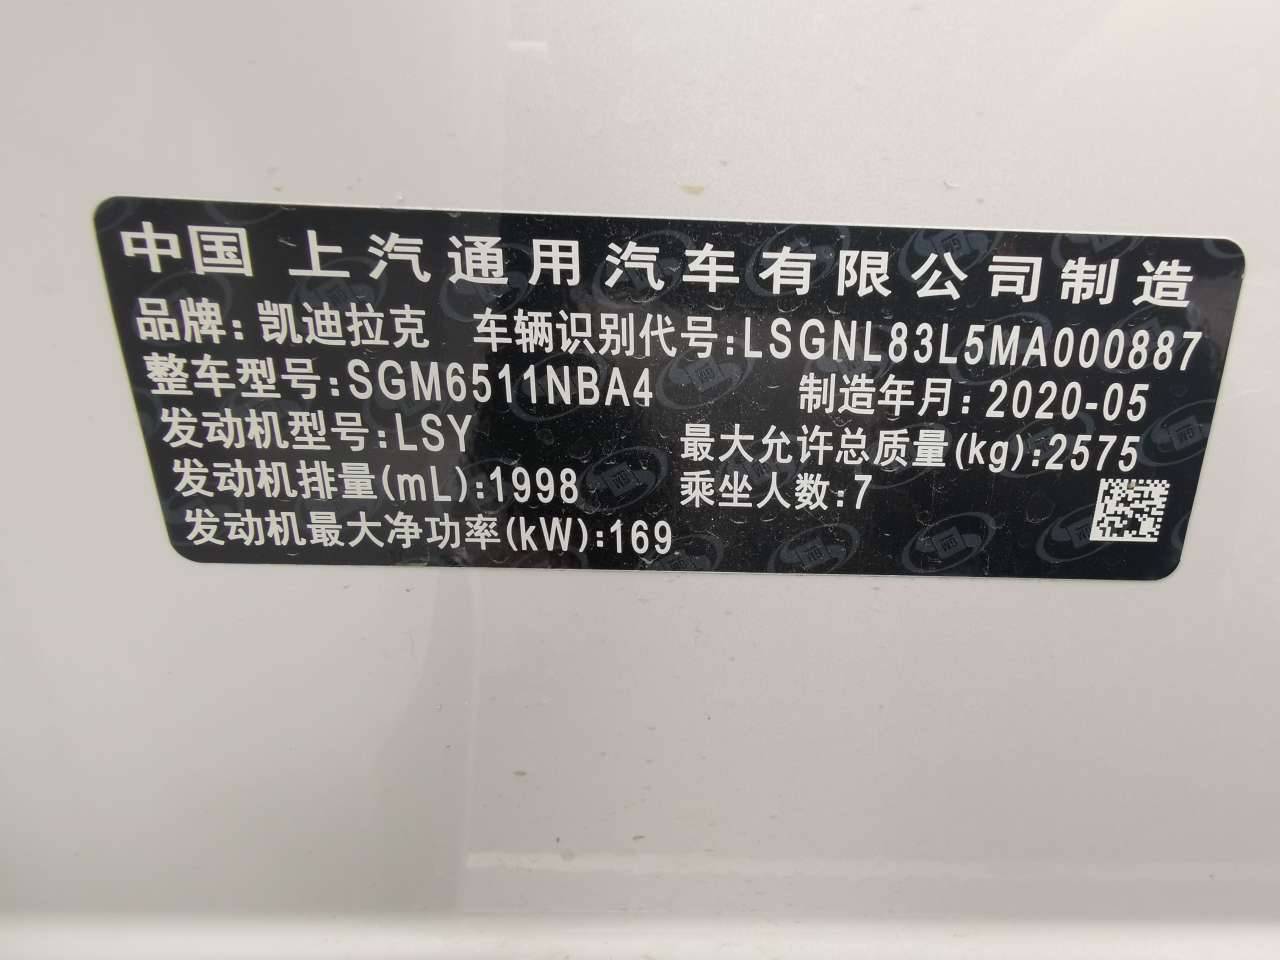 中国 上汽通用汽车有限公司制造
品牌：凯迪拉克 车辆识别代号:LSGNL83L5MA000887
整车型号:SGM6511NBA4 制造年月:2020-05
发动机型号:LSY 最大允许总质量(kg):2575
发动机排量(mL):1998 乘坐人数:7
发动机最大净功率(kW):169